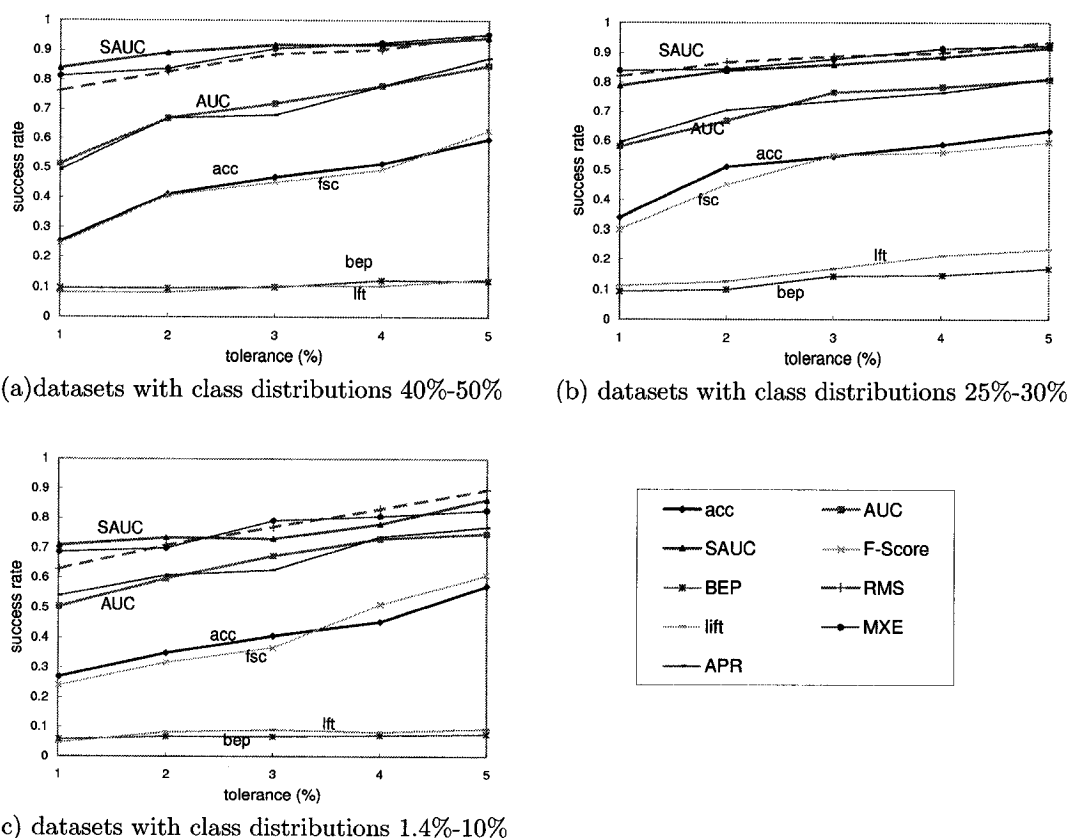 1
0.9
0.8
0.7
0.6
0.5
0.4
0.3
0.2
0.1
0
success rate
SAUC
AUC
acc
fsc
bep
lft
1 2 3 4 5
tolerance (%)
(a)datasets with class distributions 40%-50%
1
0.9
0.8
0.7
0.6
0.5
0.4
0.3
0.2
0.1
0
success rate
SAUC
AUC
acc
fsc
lft
bep
1 2 3 4 5
tolerance (%)
(b) datasets with class distributions 25%-30%
1
0.9
0.8
0.7
0.6
0.5
0.4
0.3
0.2
0.1
0
success rate
SAUC
AUC
acc
fsc
lft
bep
1 2 3 4 5
tolerance (%)
c) datasets with class distributions 1.4%-10%
acc AUC
SAUC F-Score
BEP RMS
lift MXE
APR